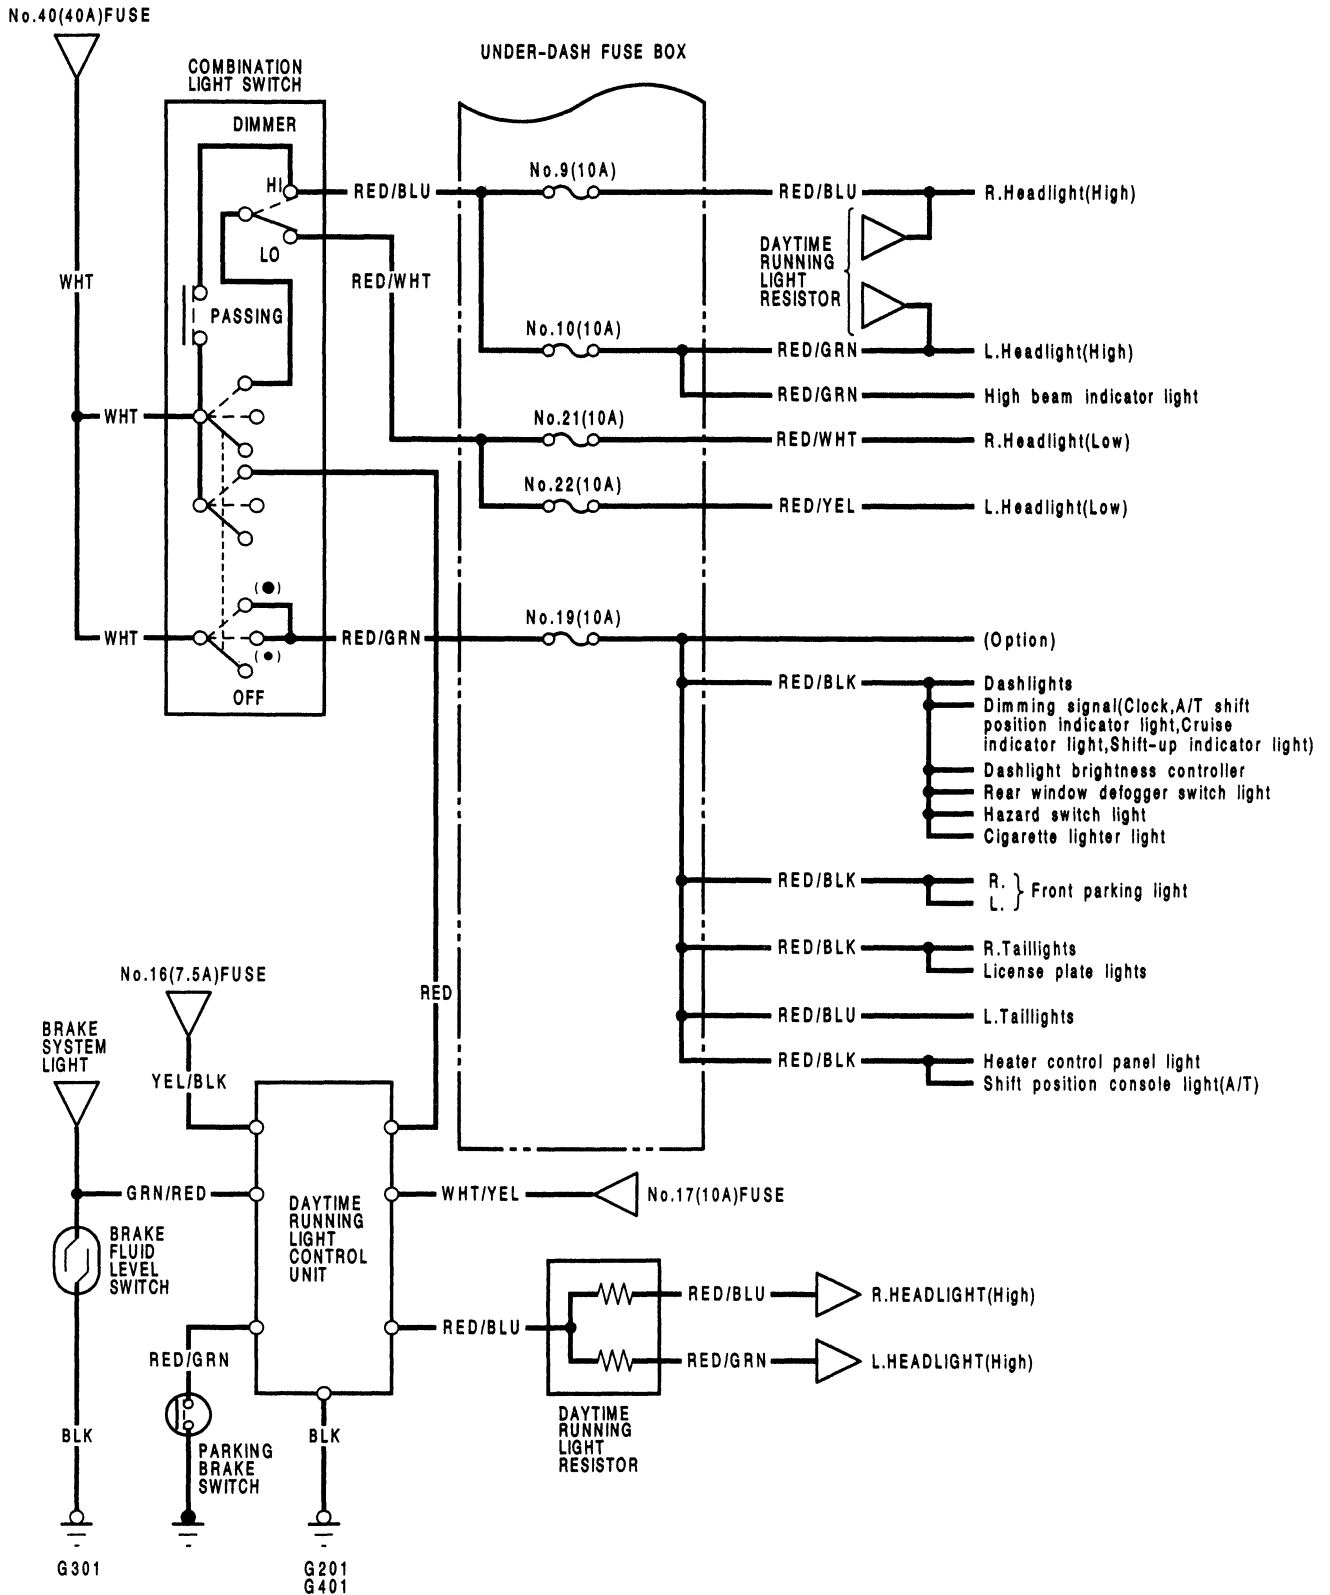 No.40(40A)FUSE
UNDER-DASH FUSE BOX
COMBINATION
LIGHT SWITCH
DIMMER
HI
LO
PASSING
WHT
WHT
WHT
(●)
(•)
OFF
RED/BLU
RED/WHT
RED/GRN
RED
No.9(10A)
No.10(10A)
No.21(10A)
No.22(10A)
No.19(10A)
RED/BLU
R.Headlight(High)
DAYTIME
RUNNING
LIGHT
RESISTOR
RED/GRN
L.Headlight(High)
RED/GRN
High beam indicator light
RED/WHT
R.Headlight(Low)
RED/YEL
L.Headlight(Low)
(Option)
RED/BLK
Dashlights
Dimming signal(Clock,A/T shift
position indicator light,Cruise
indicator light,Shift-up indicator light)
Dashlight brightness controller
Rear window defogger switch light
Hazard switch light
Cigarette lighter light
RED/BLK
R.
L.
Front parking light
RED/BLK
R.Taillights
License plate lights
RED/BLU
L.Taillights
RED/BLK
Heater control panel light
Shift position console light(A/T)
No.16(7.5A)FUSE
BRAKE
SYSTEM
LIGHT
YEL/BLK
GRN/RED
BRAKE
FLUID
LEVEL
SWITCH
DAYTIME
RUNNING
LIGHT
CONTROL
UNIT
WHT/YEL
No.17(10A)FUSE
RED/BLU
RED/BLU
R.HEADLIGHT(High)
RED/GRN
L.HEADLIGHT(High)
DAYTIME
RUNNING
LIGHT
RESISTOR
RED/GRN
PARKING
BRAKE
SWITCH
BLK
BLK
G301
G201
G401